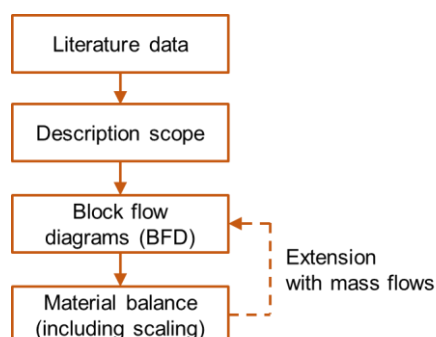 Literature data
Description scope
Block flow
diagrams (BFD)
Extension
with mass flows
Material balance
(including scaling)